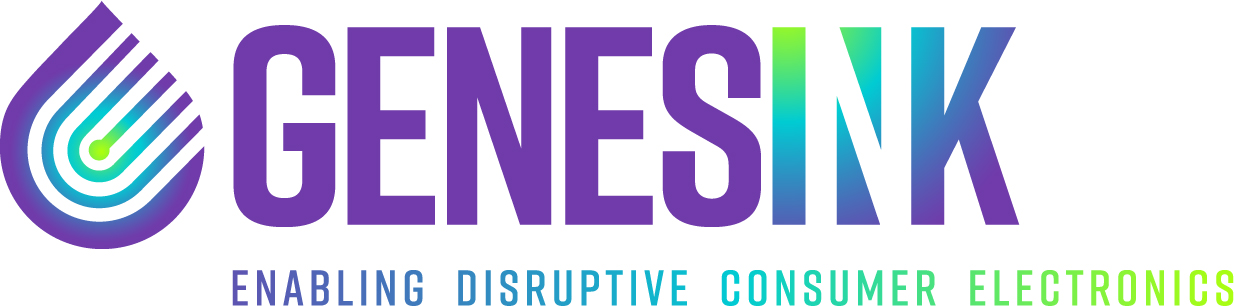 GENESINK
ENABLING DISRUPTIVE CONSUMER ELECTRONICS